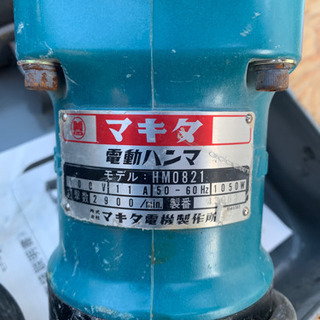 マキタ
電動ハンマ
モデル:HM0821
11A 50-60Hz 1050W
2900/min. 製番
マキタ電機製作所